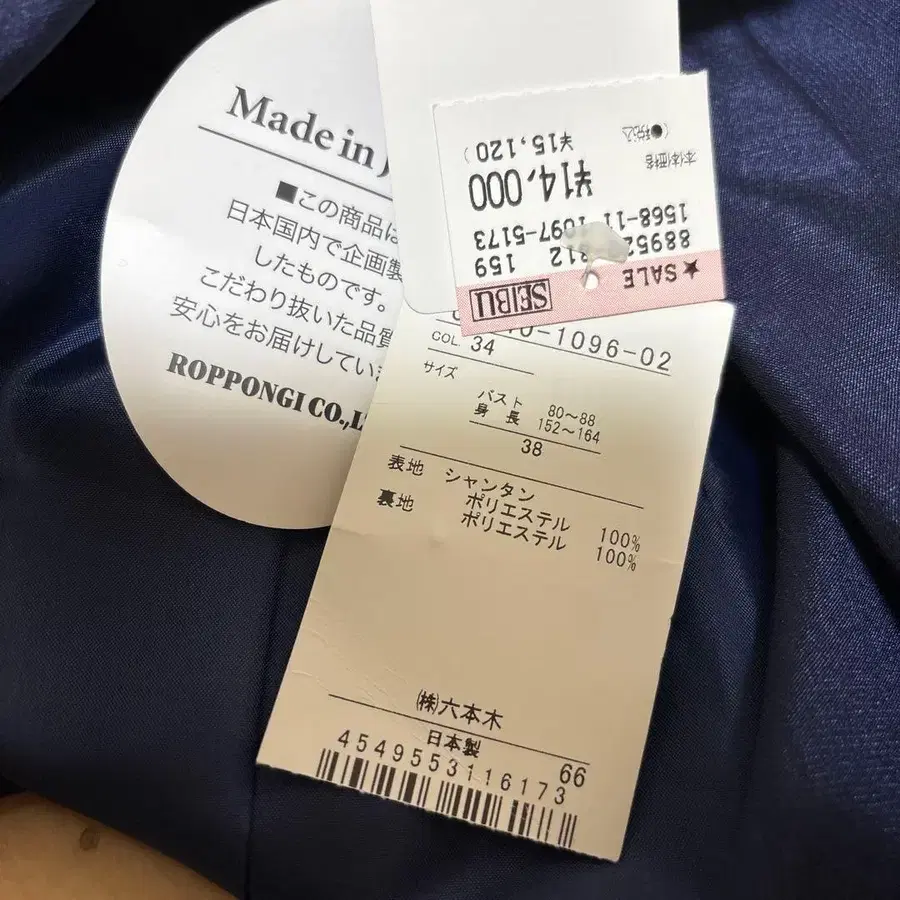 Made in
■この商品は
日本国内で企画製
したものです。
こだわり抜いた品質
安心をお届けしてい
ROPPONGI CO.,L
★SALE SEIBU
159
1568-11-1097-5173
本体価格 ¥14,000
(●税込 ¥15,120)
0-1096-02
COL. 34
サイズ
バスト 80～88
身長 152～164
38
表地 シャンタン
ポリエステル 100%
裏地 ポリエステル 100%
㈱六本木
日本製
66
4549553116173